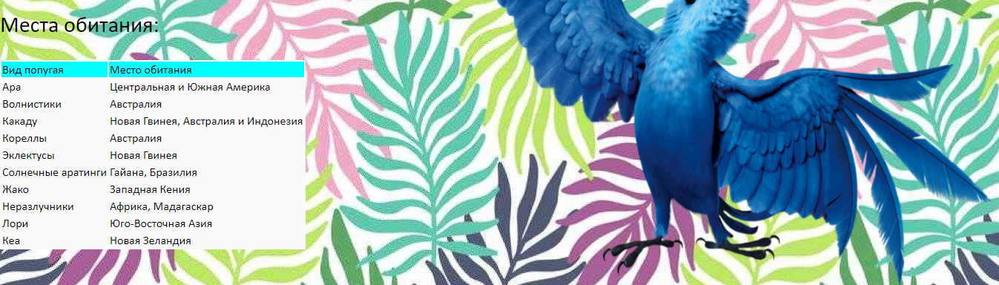 Места обитания:
Вид попугая Место обитания
Ара Центральная и Южная Америка
Волнистики Австралия
Какаду Новая Гвинея, Австралия и Индонезия
Кореллы Австралия
Эклектусы Новая Гвинея
Солнечные аратинги Гайана, Бразилия
Жако Западная Кения
Неразлучники Африка, Мадагаскар
Лори Юго-Восточная Азия
Кеа Новая Зеландия